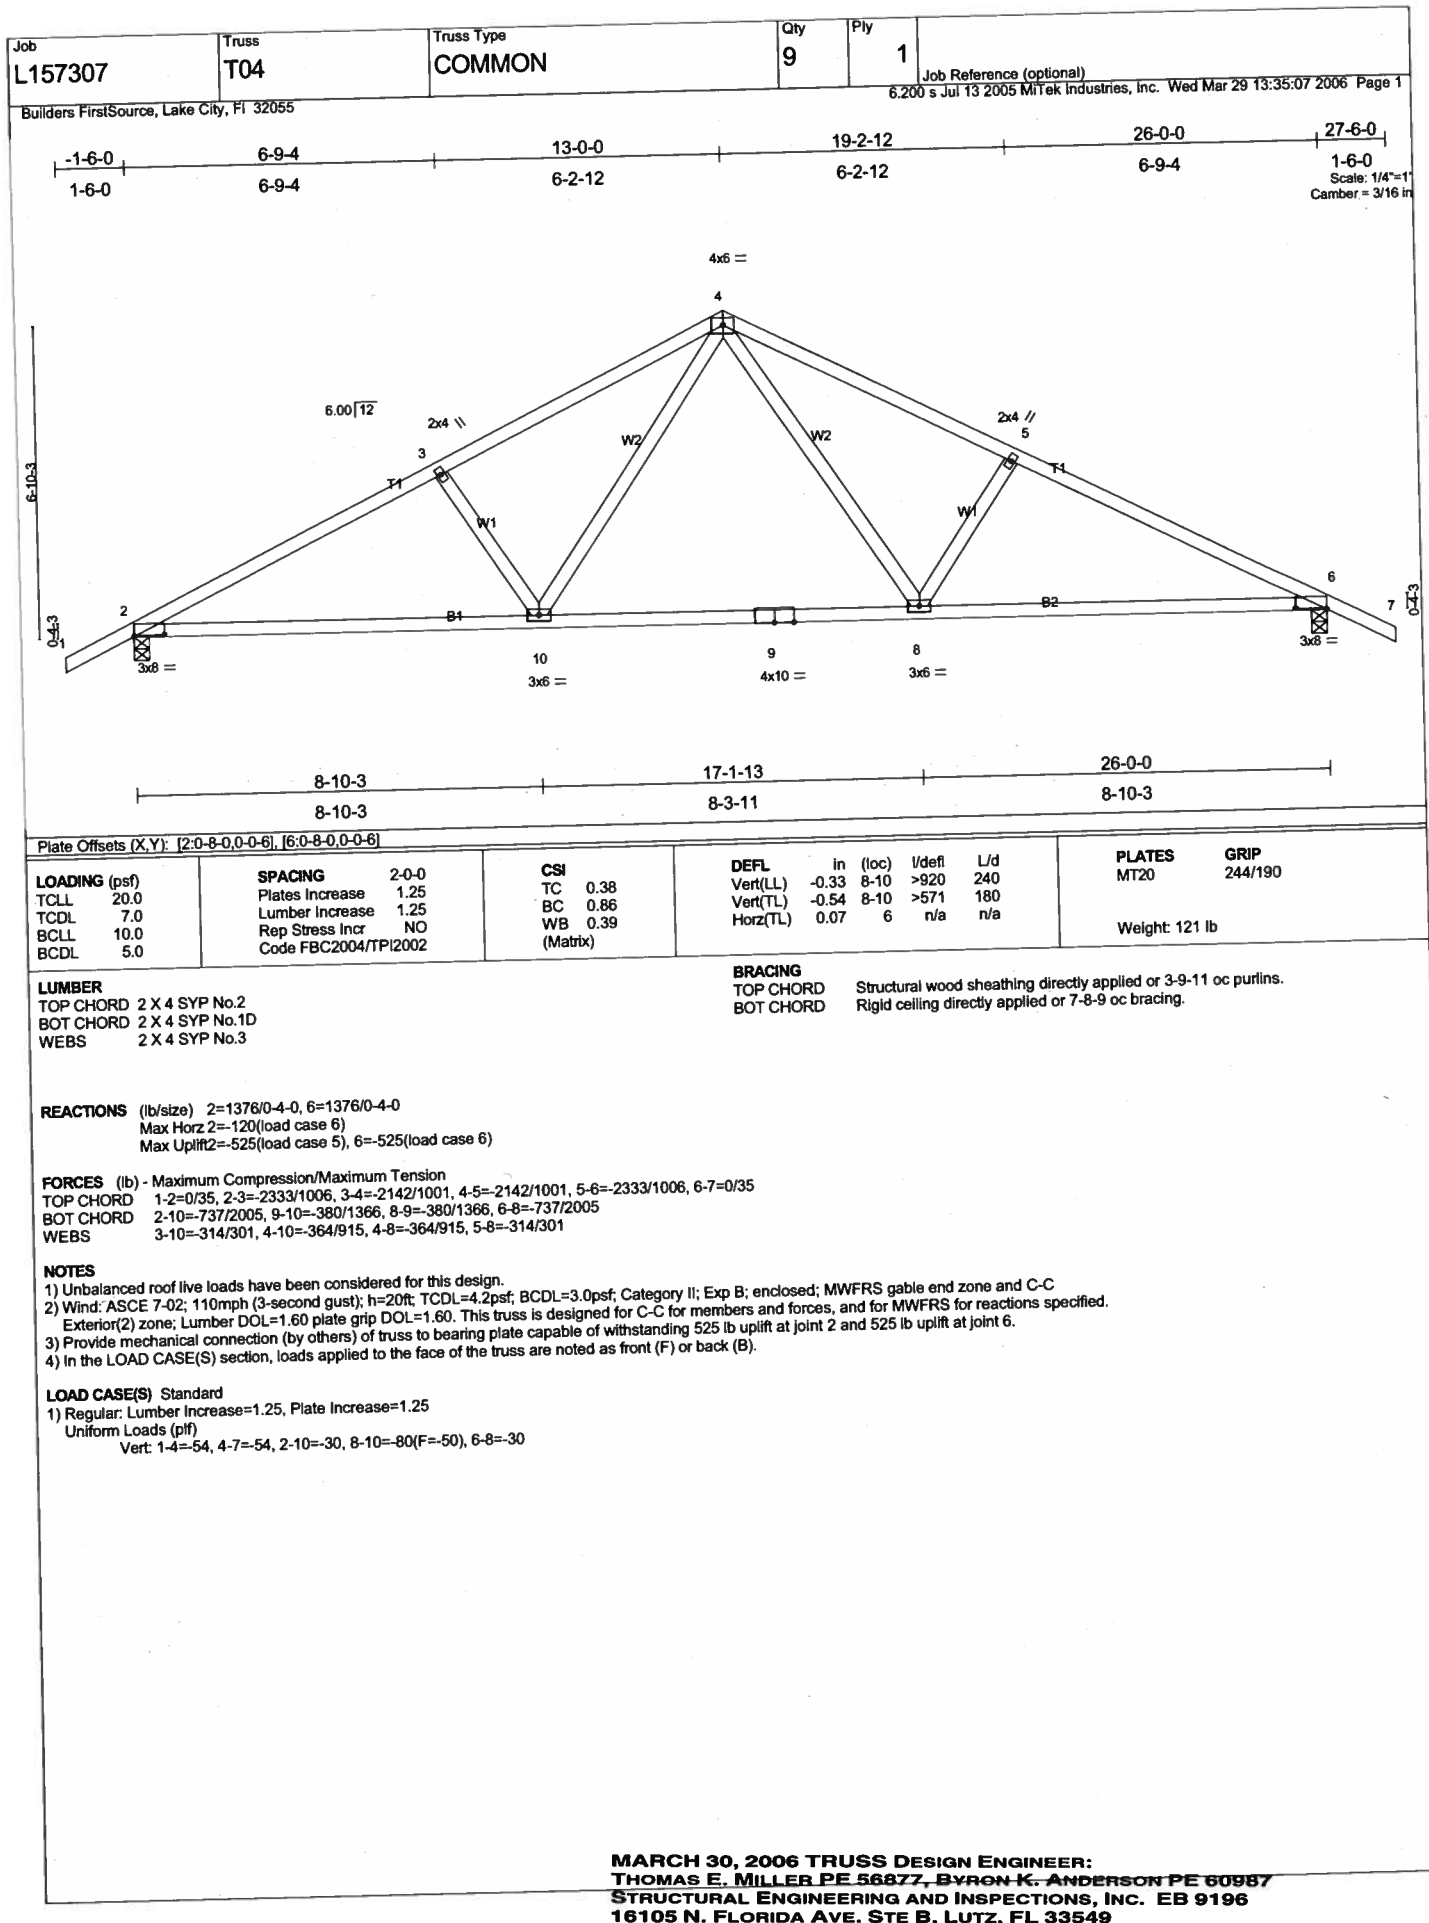 Job
Truss
Truss Type
Qty
Ply
L157307
T04
COMMON
9
1
Job Reference (optional)
Builders FirstSource, Lake City, Fl 32055
6.200 s Jul 13 2005 MiTek Industries, Inc. Wed Mar 29 13:35:07 2006 Page 1
-1-6-0 6-9-4 13-0-0 19-2-12 26-0-0 27-6-0
1-6-0 6-9-4 6-2-12 6-2-12 6-9-4 1-6-0
Scale: 1/4"=1'
Camber = 3/16 in
4x6 =
4
6.00 12
2x4 \\
3
2x4 //
5
W2
W2
T1
T1
W1
W1
6-10-3
2
6
7
1
0-4-3
0-4-3
B1
B2
3x8 =
3x8 =
10
3x6 =
9
4x10 =
8
3x6 =
8-10-3 17-1-13 26-0-0
8-10-3 8-3-11 8-10-3
Plate Offsets (X,Y): [2:0-8-0,0-0-6], [6:0-8-0,0-0-6]
LOADING (psf)
TCLL 20.0
TCDL 7.0
BCLL 10.0
BCDL 5.0
SPACING 2-0-0
Plates Increase 1.25
Lumber Increase 1.25
Rep Stress Incr NO
Code FBC2004/TPI2002
CSI
TC 0.38
BC 0.86
WB 0.39
(Matrix)
DEFL in (loc) l/defl L/d
Vert(LL) -0.33 8-10 >920 240
Vert(TL) -0.54 8-10 >571 180
Horz(TL) 0.07 6 n/a n/a
PLATES GRIP
MT20 244/190
Weight: 121 lb
LUMBER
TOP CHORD 2 X 4 SYP No.2
BOT CHORD 2 X 4 SYP No.1D
WEBS 2 X 4 SYP No.3
BRACING
TOP CHORD Structural wood sheathing directly applied or 3-9-11 oc purlins.
BOT CHORD Rigid ceiling directly applied or 7-8-9 oc bracing.
REACTIONS (lb/size) 2=1376/0-4-0, 6=1376/0-4-0
Max Horz 2=-120(load case 6)
Max Uplift2=-525(load case 5), 6=-525(load case 6)
FORCES (lb) - Maximum Compression/Maximum Tension
TOP CHORD 1-2=0/35, 2-3=-2333/1006, 3-4=-2142/1001, 4-5=-2142/1001, 5-6=-2333/1006, 6-7=0/35
BOT CHORD 2-10=-737/2005, 9-10=-380/1366, 8-9=-380/1366, 6-8=-737/2005
WEBS 3-10=-314/301, 4-10=-364/915, 4-8=-364/915, 5-8=-314/301
NOTES
1) Unbalanced roof live loads have been considered for this design.
2) Wind: ASCE 7-02; 110mph (3-second gust); h=20ft; TCDL=4.2psf; BCDL=3.0psf; Category II; Exp B; enclosed; MWFRS gable end zone and C-C
Exterior(2) zone; Lumber DOL=1.60 plate grip DOL=1.60. This truss is designed for C-C for members and forces, and for MWFRS for reactions specified.
3) Provide mechanical connection (by others) of truss to bearing plate capable of withstanding 525 lb uplift at joint 2 and 525 lb uplift at joint 6.
4) In the LOAD CASE(S) section, loads applied to the face of the truss are noted as front (F) or back (B).
LOAD CASE(S) Standard
1) Regular: Lumber Increase=1.25, Plate Increase=1.25
Uniform Loads (plf)
Vert: 1-4=-54, 4-7=-54, 2-10=-30, 8-10=-80(F=-50), 6-8=-30
MARCH 30, 2006 TRUSS DESIGN ENGINEER:
THOMAS E. MILLER PE 56877, BYRON K. ANDERSON PE 60987
STRUCTURAL ENGINEERING AND INSPECTIONS, INC. EB 9196
16105 N. FLORIDA AVE. STE B, LUTZ, FL 33549